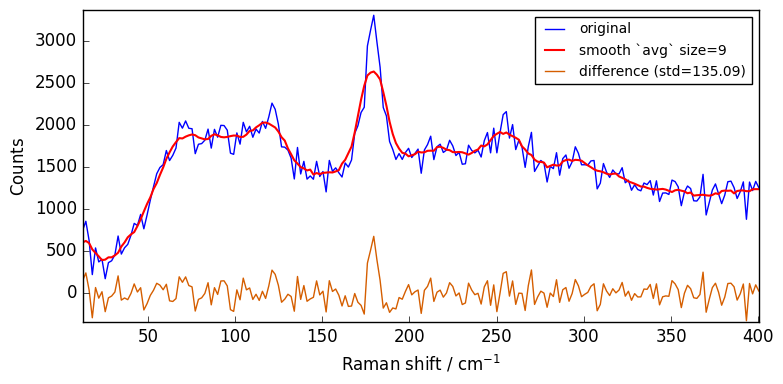 original
smooth `avg` size=9
difference (std=135.09)
3000
2500
2000
1500
1000
500
0
Counts
50 100 150 200 250 300 350 400
Raman shift / cm⁻¹